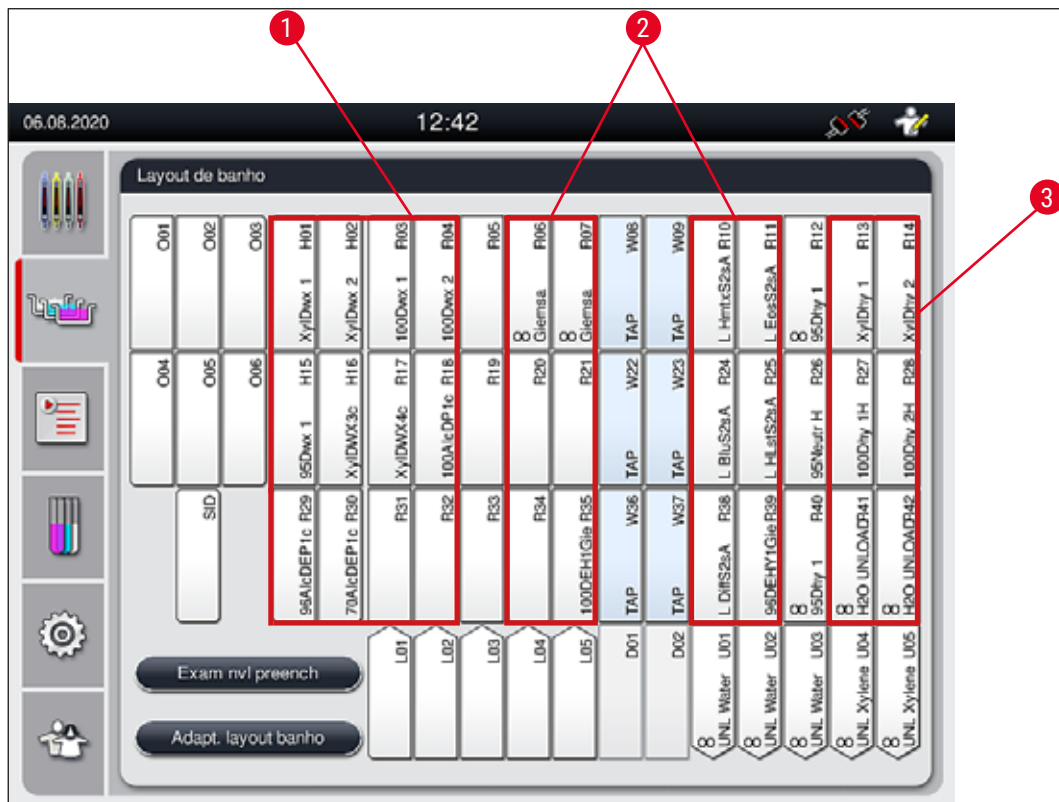 1
2
3
06.08.2020
12:42
Layout de banho
O01
O02
O03
XylDwx 1 H01
XylDwx 2 H02
100Dwx 1 R03
100Dwx 2 R04
R05
Giemsa R06
Giemsa R07
TAP W08
TAP W09
L HmtxS2sA R10
L EosS2sA R11
95Dhy 1 R12
XylDhy 1 R13
XylDhy 2 R14
O04
O05
O06
95Dwx 1 H15
XylDWX3c H16
XylDWX4c R17
100AlcDP1c R18
R19
R20
R21
TAP W22
TAP W23
L BluS2sA R24
L HLstS2sA R25
95Neutr H R26
100Dhy 1H R27
100Dhy 2H R28
SID
96AlcDEP1c R29
70AlcDEP1c R30
R31
R32
R33
R34
100DEH1Gie R35
TAP W36
TAP W37
L DiffS2sA R38
96DEHY1Gie R39
95Dhy 1 R40
H2O UNLOAD R41
H2O UNLOAD R42
L01
L02
L03
L04
L05
D01
D02
UNL Water U01
UNL Water U02
UNL Water U03
UNL Xylene U04
UNL Xylene U05
Exam nvl preench
Adapt. layout banho